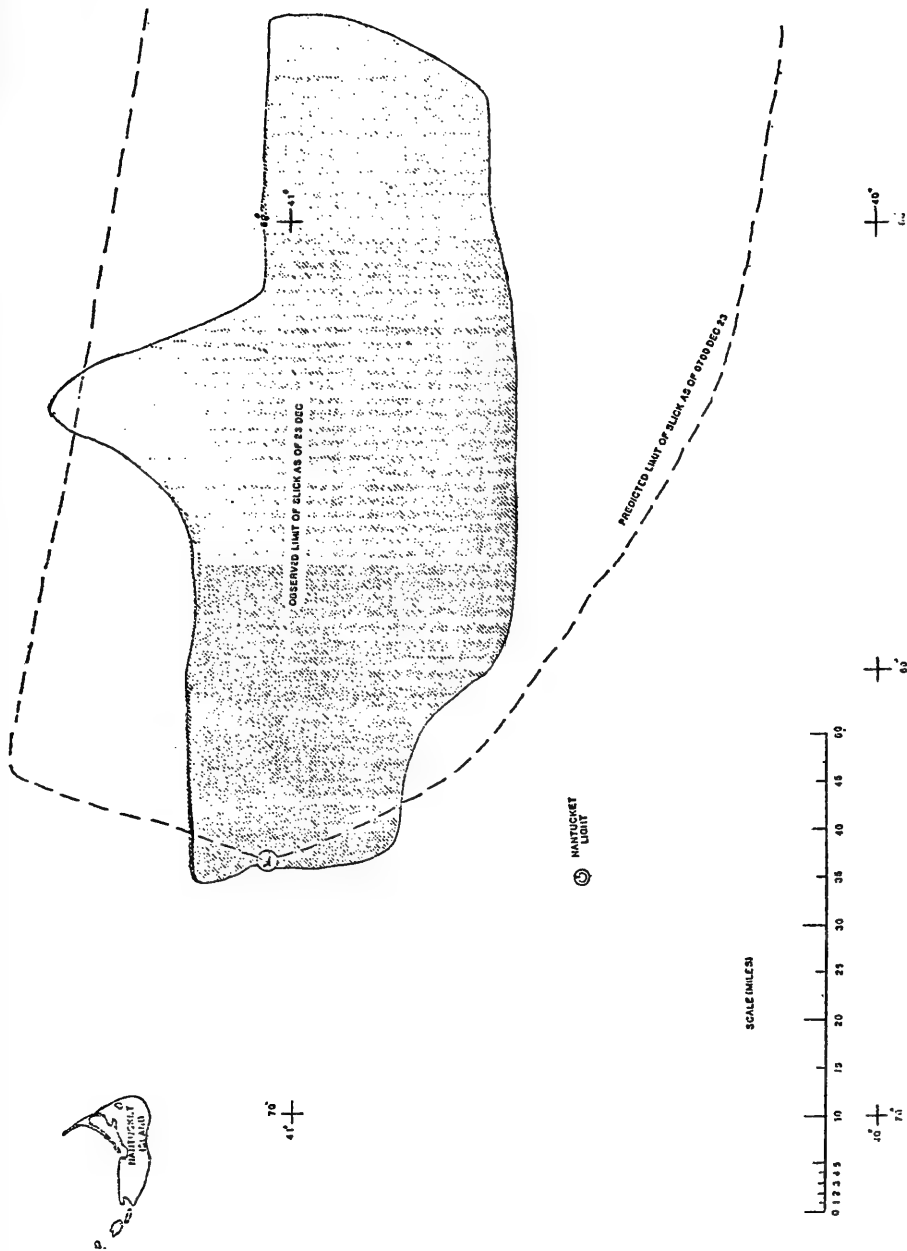 NANTUCKET
ISLAND
70°
41°
41°
OBSERVED LIMIT OF SLICK AS OF 23 DEC
PREDICTED LIMIT OF SLICK AS OF 0700 DEC 23
NANTUCKET
LIGHT
SCALE (MILES)
0 1 2 3 4 5 10 15 20 25 30 35 40 45 50
40°
70°
40°